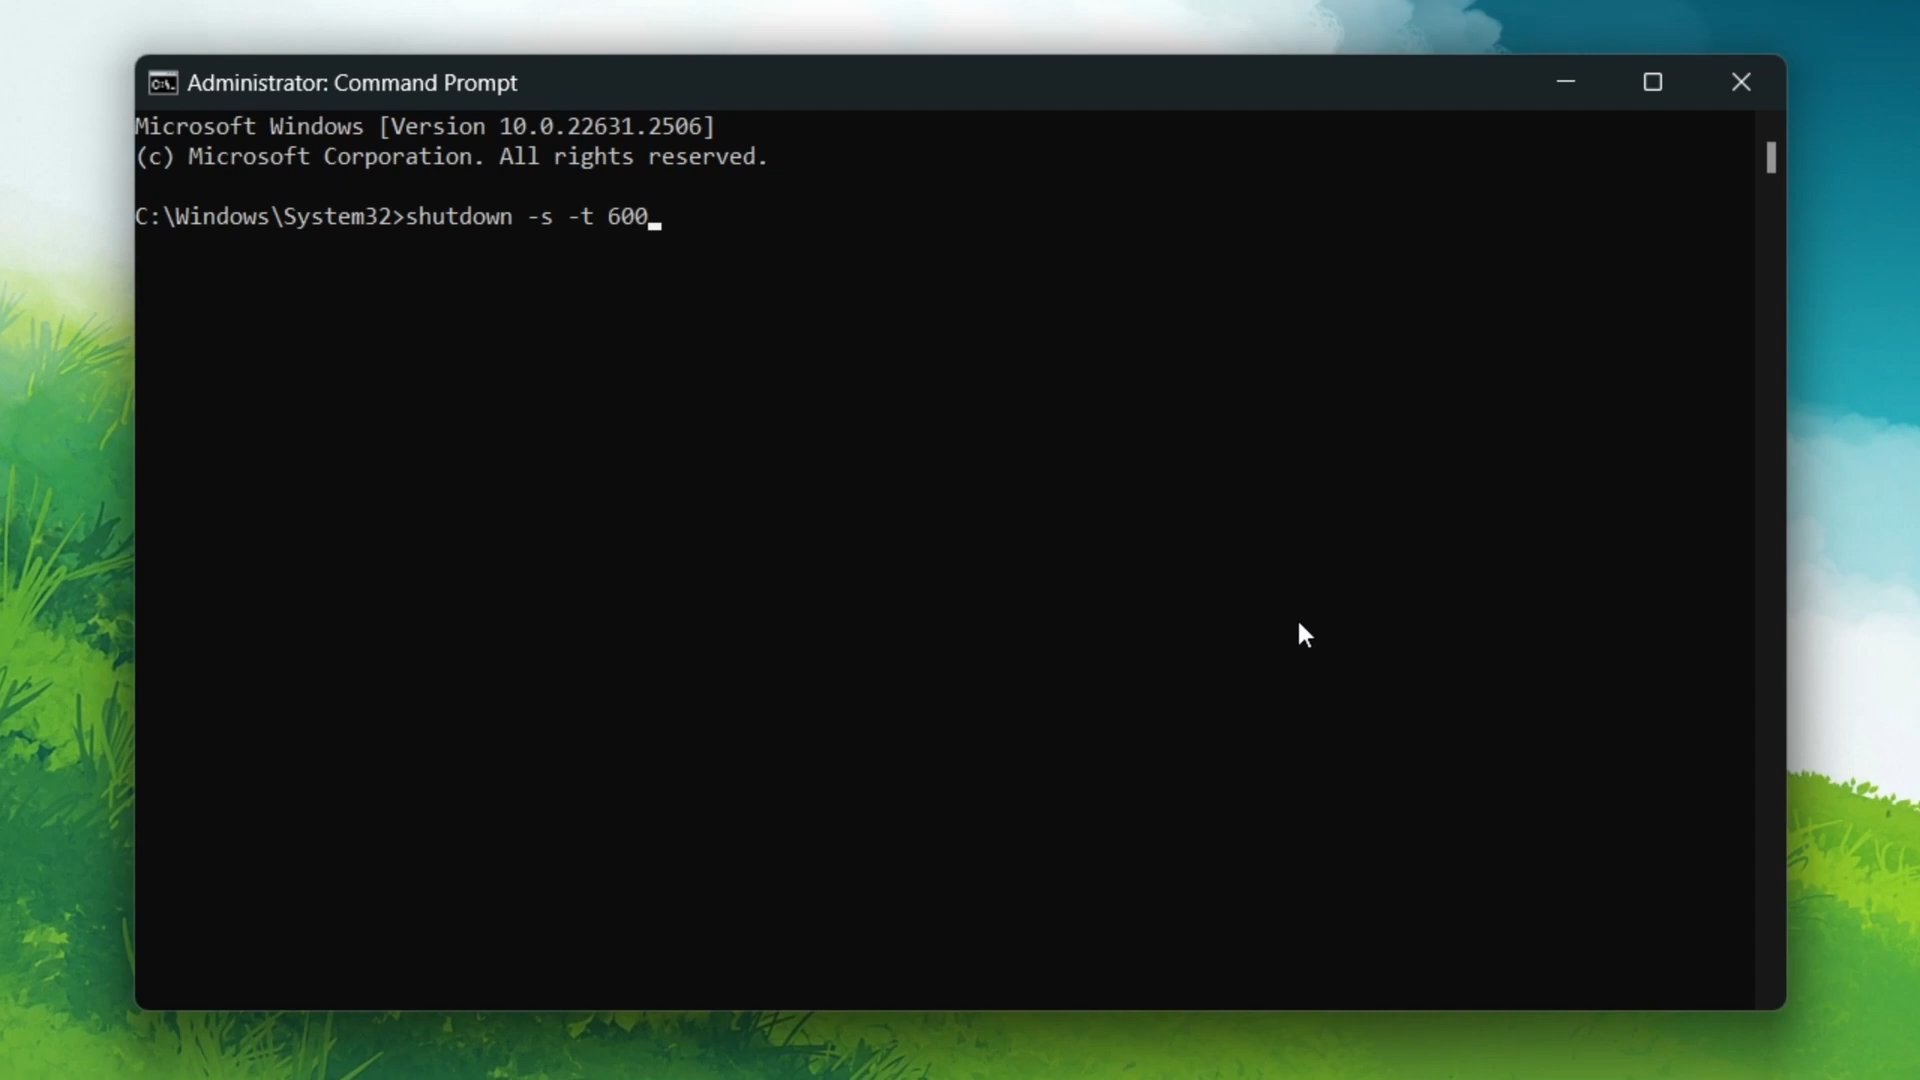 Administrator: Command Prompt
Microsoft Windows [Version 10.0.22631.2506]
(c) Microsoft Corporation. All rights reserved.
C:\Windows\System32>shutdown -s -t 600